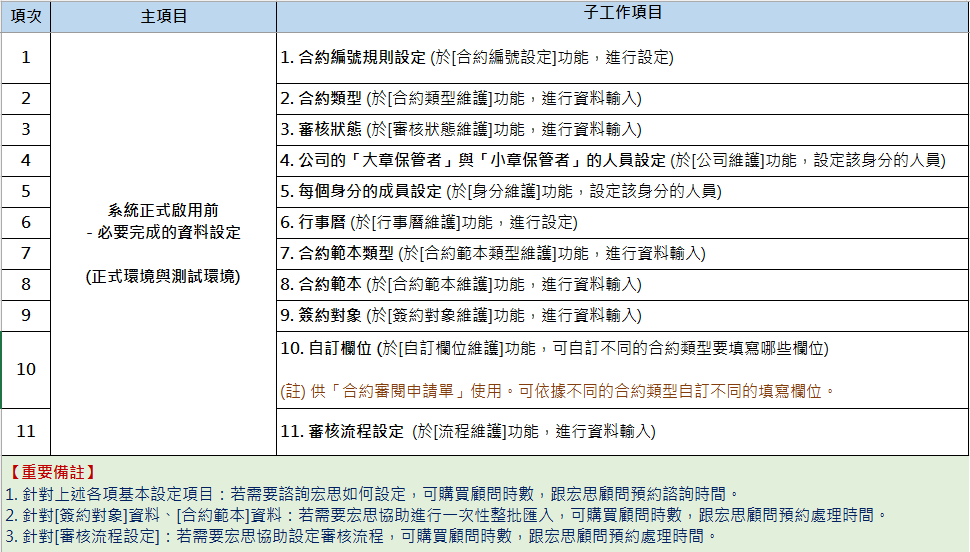 項次 主項目 子工作項目
1 1. 合約編號規則設定 (於[合約編號設定]功能，進行設定)
2 2. 合約類型 (於[合約類型維護]功能，進行資料輸入)
3 3. 審核狀態 (於[審核狀態維護]功能，進行資料輸入)
4 4. 公司的「大章保管者」與「小章保管者」的人員設定 (於[公司維護]功能，設定該身分的人員)
5 5. 每個身分的成員設定 (於[身分維護]功能，設定該身分的人員)
系統正式啟用前
- 必要完成的資料設定
(正式環境與測試環境)
6 6. 行事曆 (於[行事曆維護]功能，進行設定)
7 7. 合約範本類型 (於[合約範本類型維護]功能，進行資料輸入)
8 8. 合約範本 (於[合約範本維護]功能，進行資料輸入)
9 9. 簽約對象 (於[簽約對象維護]功能，進行資料輸入)
10 10. 自訂欄位 (於[自訂欄位維護]功能，可自訂不同的合約類型要填寫哪些欄位)
(註) 供「合約審閱申請單」使用。可依據不同的合約類型自訂不同的填寫欄位。
11 11. 審核流程設定 (於[流程維護]功能，進行資料輸入)
【重要備註】
1. 針對上述各項基本設定項目：若需要諮詢宏思如何設定，可購買顧問時數，跟宏思顧問預約諮詢時間。
2. 針對[簽約對象]資料、[合約範本]資料：若需要宏思協助進行一次性整批匯入，可購買顧問時數，跟宏思顧問預約處理時間。
3. 針對[審核流程設定]：若需要宏思協助設定審核流程，可購買顧問時數，跟宏思顧問預約處理時間。